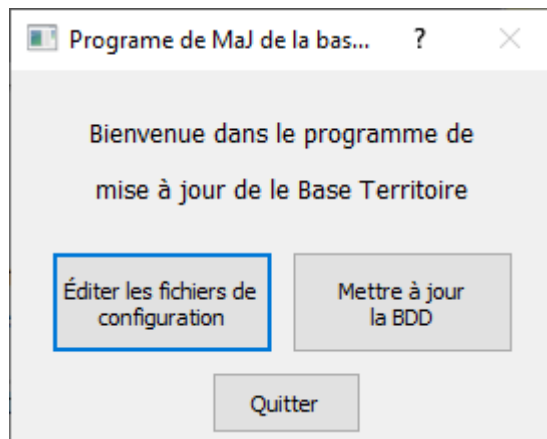 Programe de MaJ de la bas... ?
Bienvenue dans le programme de
mise à jour de le Base Territoire
Éditer les fichiers de
configuration
Mettre à jour
la BDD
Quitter